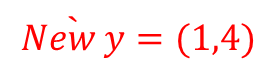 Neẁ y = (1,4)